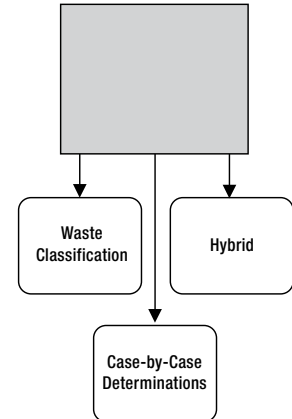 Waste
Classification
Hybrid
Case-by-Case
Determinations